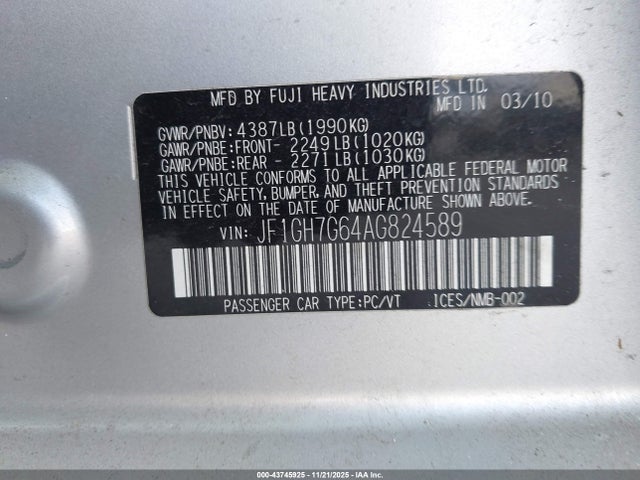 MFD BY FUJI HEAVY INDUSTRIES LTD.
MFD IN 03/10
GVWR/PNBV: 4387LB(1990KG)
GAWR/PNBE:FRONT- 2249LB(1020KG)
GAWR/PNBE:REAR - 2271LB(1030KG)
THIS VEHICLE CONFORMS TO ALL APPLICABLE FEDERAL MOTOR
VEHICLE SAFETY, BUMPER, AND THEFT PREVENTION STANDARDS
IN EFFECT ON THE DATE OF MANUFACTURE SHOWN ABOVE.
VIN: JF1GH7G64AG824589
PASSENGER CAR TYPE:PC/VT ICES/NMB-002
000-43745925 - 11/21/2025 - IAA, Inc.